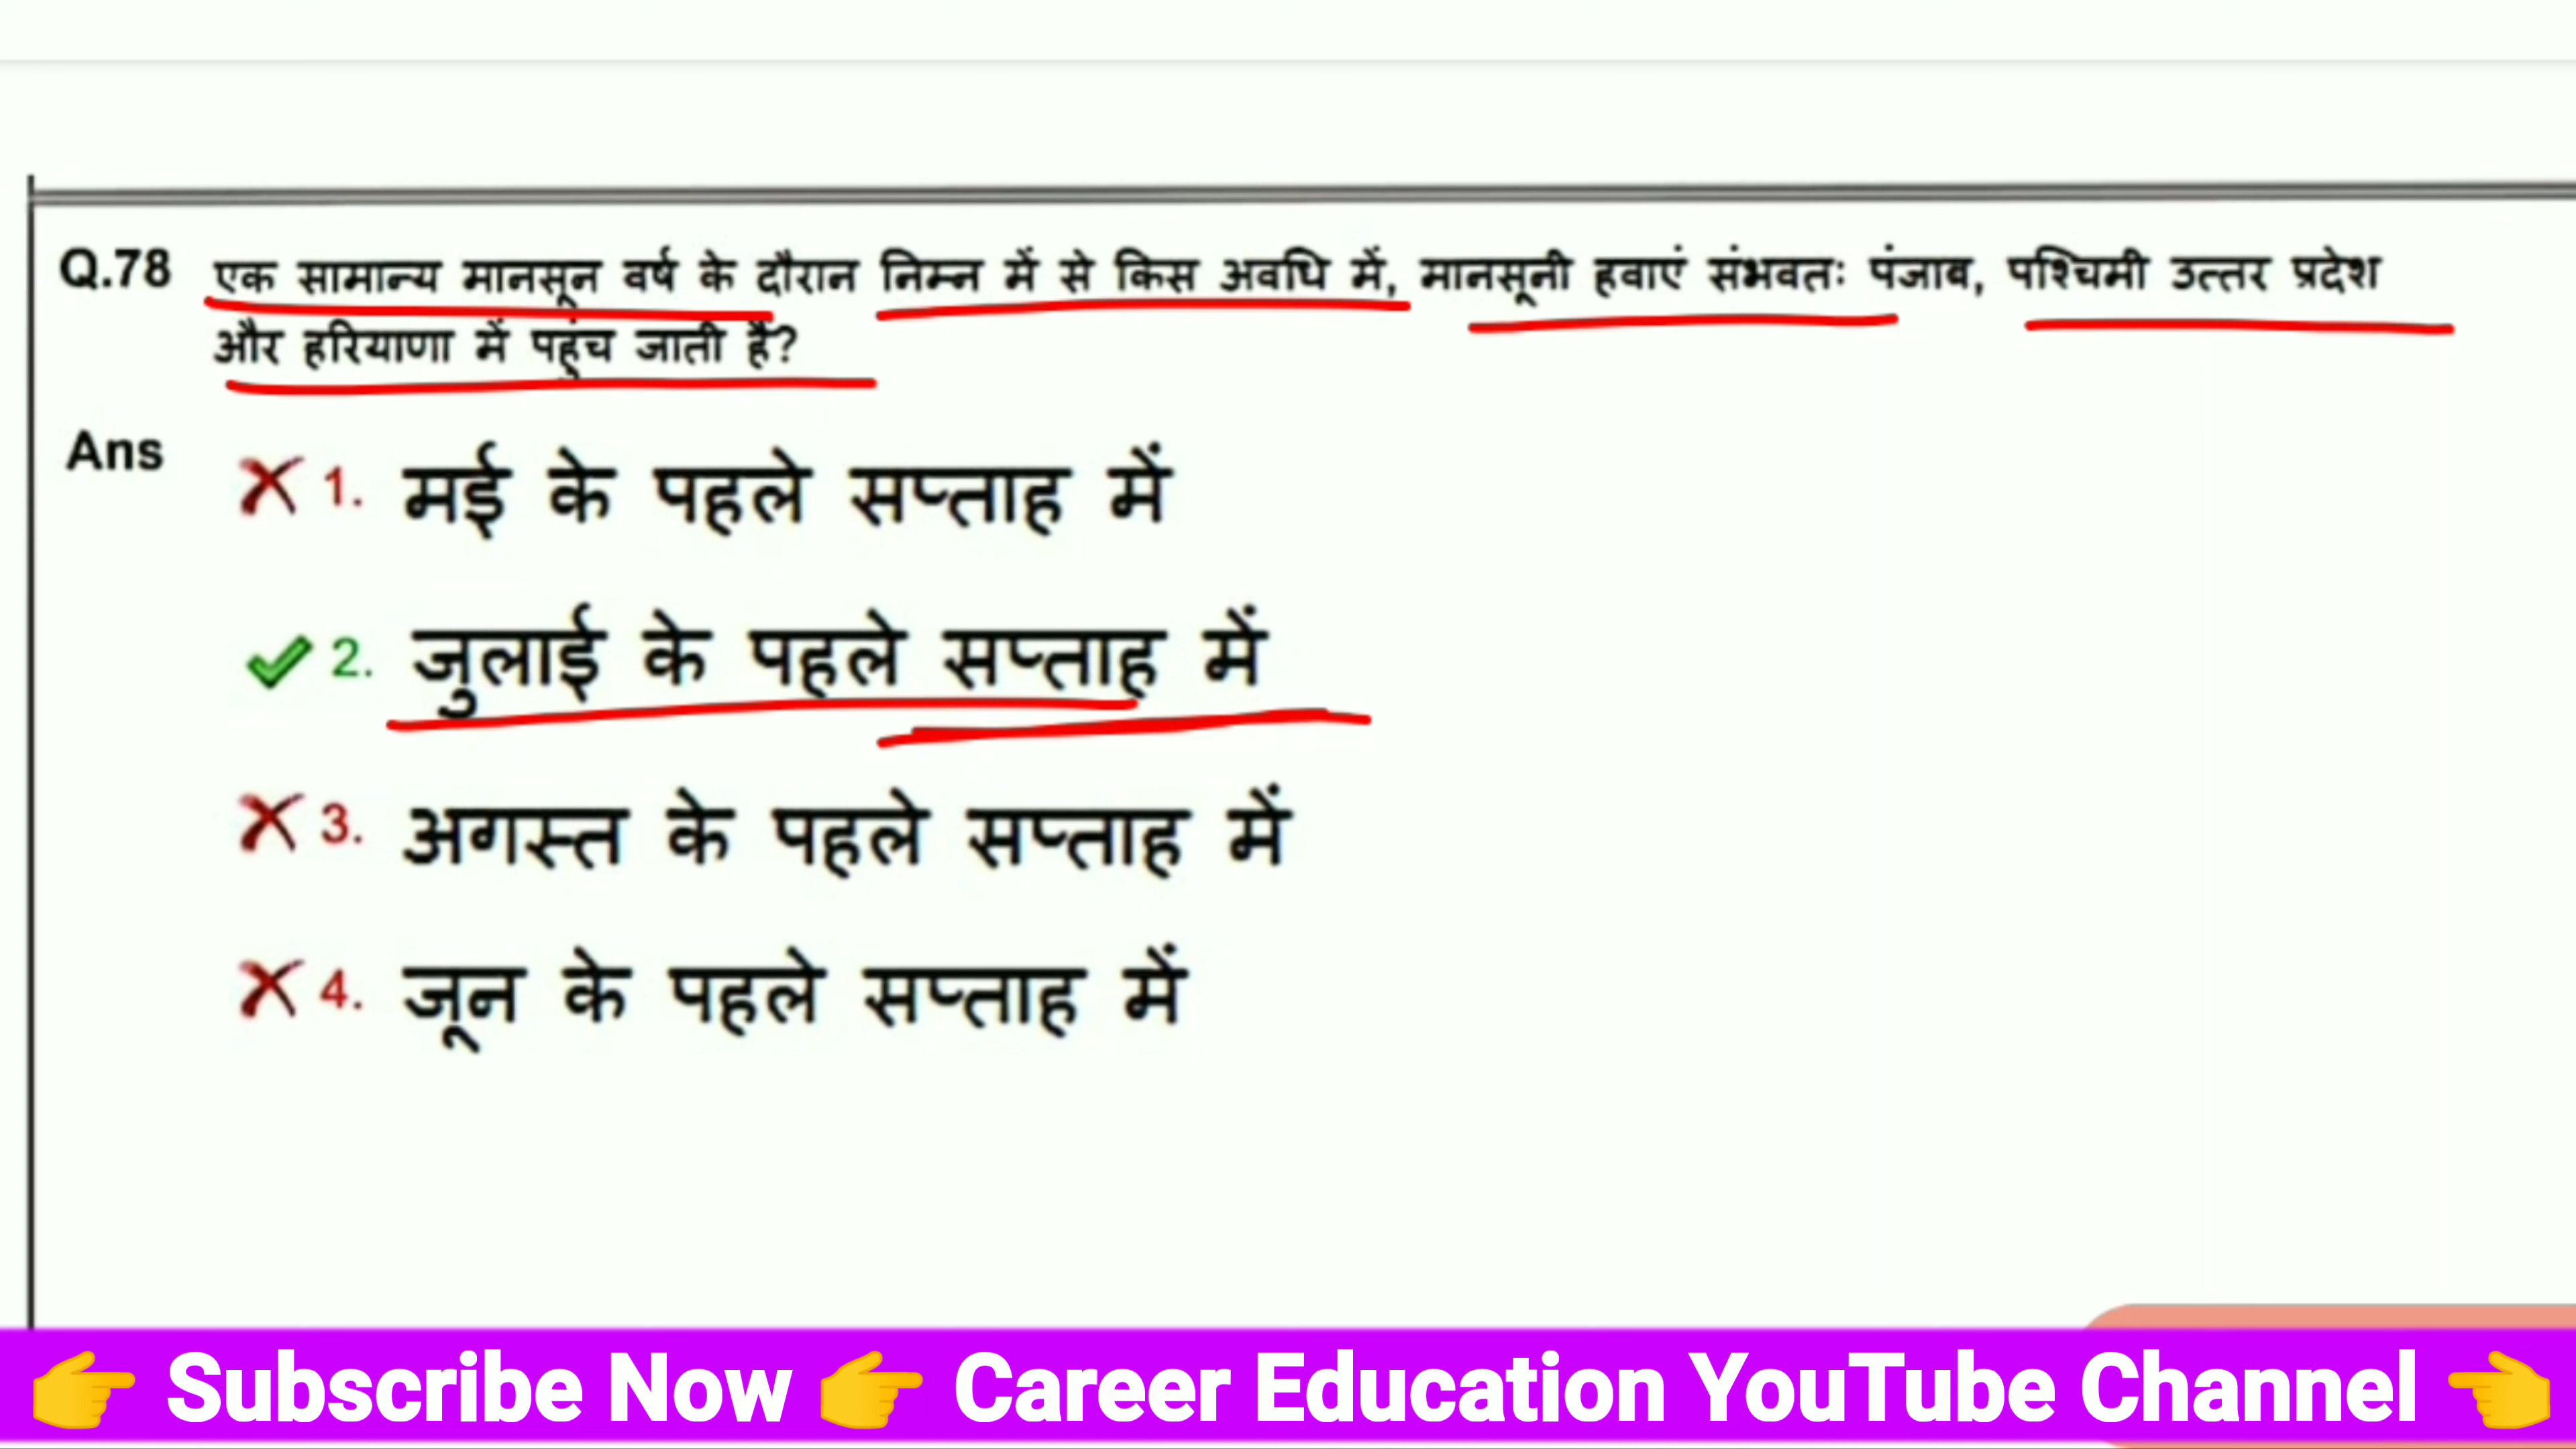 Q.78 एक सामान्य मानसून वर्ष के दौरान निम्न में से किस अवधि में, मानसूनी हवाएं संभवतः पंजाब, पश्चिमी उत्तर प्रदेश
और हरियाणा में पहुंच जाती हैं?
Ans 1. मई के पहले सप्ताह में
2. जुलाई के पहले सप्ताह में
3. अगस्त के पहले सप्ताह में
4. जून के पहले सप्ताह में
👉 Subscribe Now 👉 Career Education YouTube Channel 👈